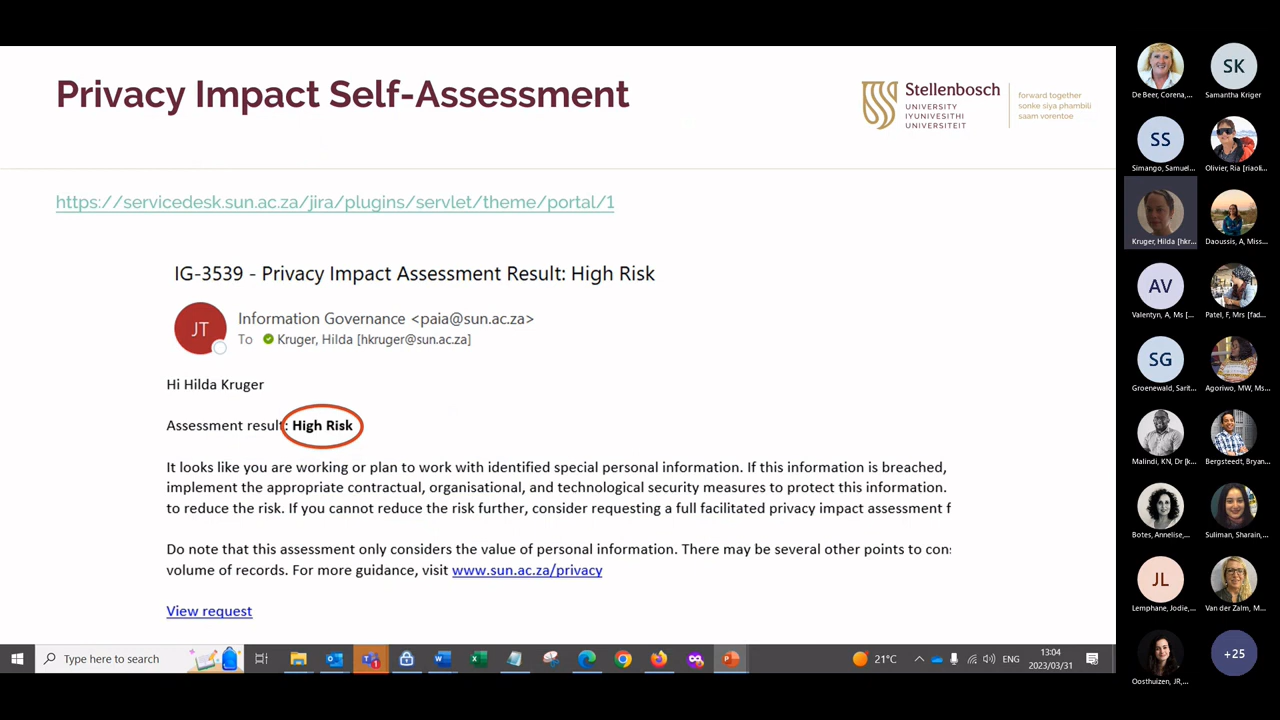 Privacy Impact Self-Assessment
Stellenbosch
UNIVERSITY
IYUNIVESITHI
UNIVERSITEIT
forward together
sonke siya phambili
saam vorentoe
https://servicedesk.sun.ac.za/jira/plugins/servlet/theme/portal/1
IG-3539 - Privacy Impact Assessment Result: High Risk
JT
Information Governance <paia@sun.ac.za>
To Kruger, Hilda [hkruger@sun.ac.za]
Hi Hilda Kruger
Assessment result: High Risk
It looks like you are working or plan to work with identified special personal information. If this information is breached,
implement the appropriate contractual, organisational, and technological security measures to protect this information.
to reduce the risk. If you cannot reduce the risk further, consider requesting a full facilitated privacy impact assessment f
Do note that this assessment only considers the value of personal information. There may be several other points to con
volume of records. For more guidance, visit www.sun.ac.za/privacy
View request
Type here to search
21°C
ENG
13:04
2023/03/31
De Beer, Corena,...
SK
Samantha Kriger
SS
Simango, Samuel...
Olivier, Ria [riaoli...
Kruger, Hilda [hkr...
Daoussis, A, Miss...
AV
Valentyn, A, Ms [...
Patel, F, Mrs [fad...
SG
Groenewald, Sarit...
Agoriwo, MW, Ms...
Malindi, KN, Dr [k...
Bergsteedt, Bryan...
Botes, Annelise,...
Suliman, Sharain,...
JL
Lemphane, Jodie,...
Van der Zalm, M...
Oosthuizen, JR,...
+25